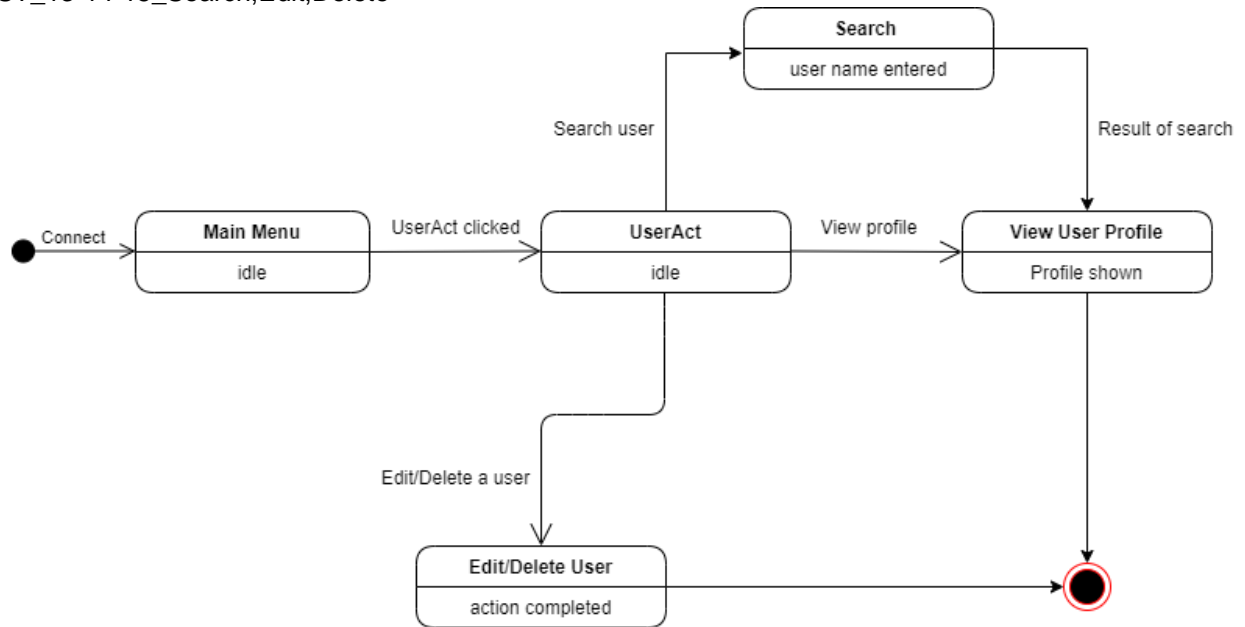 Search
user name entered
Search user
Result of search
Connect
Main Menu
idle
UserAct clicked
UserAct
idle
View profile
View User Profile
Profile shown
Edit/Delete a user
Edit/Delete User
action completed